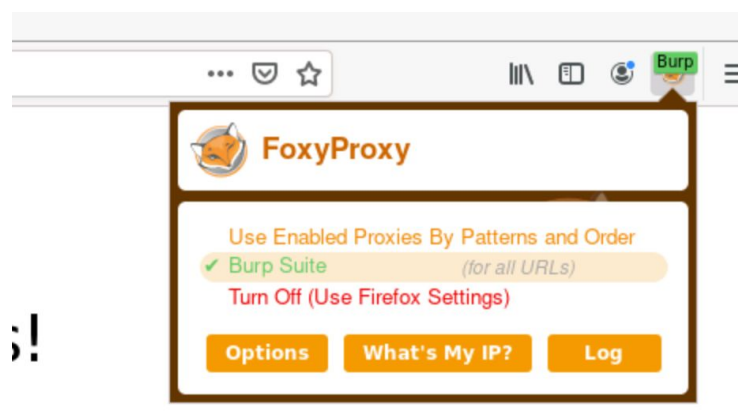 Burp
FoxyProxy
Use Enabled Proxies By Patterns and Order
✔ Burp Suite (for all URLs)
Turn Off (Use Firefox Settings)
s!
Options What's My IP? Log